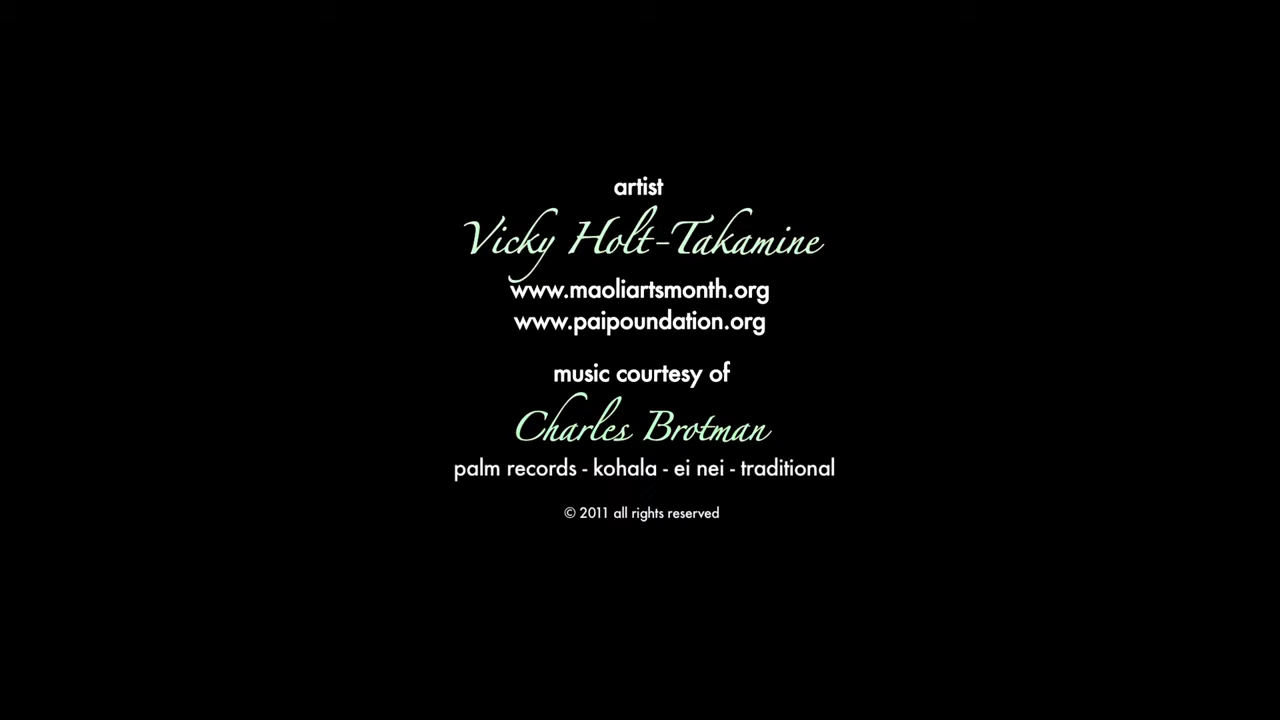 artist
Vicky Holt-Takamine
www.maoliartsmonth.org
www.paipoundation.org
music courtesy of
Charles Brotman
palm records - kohala - ei nei - traditional
© 2011 all rights reserved